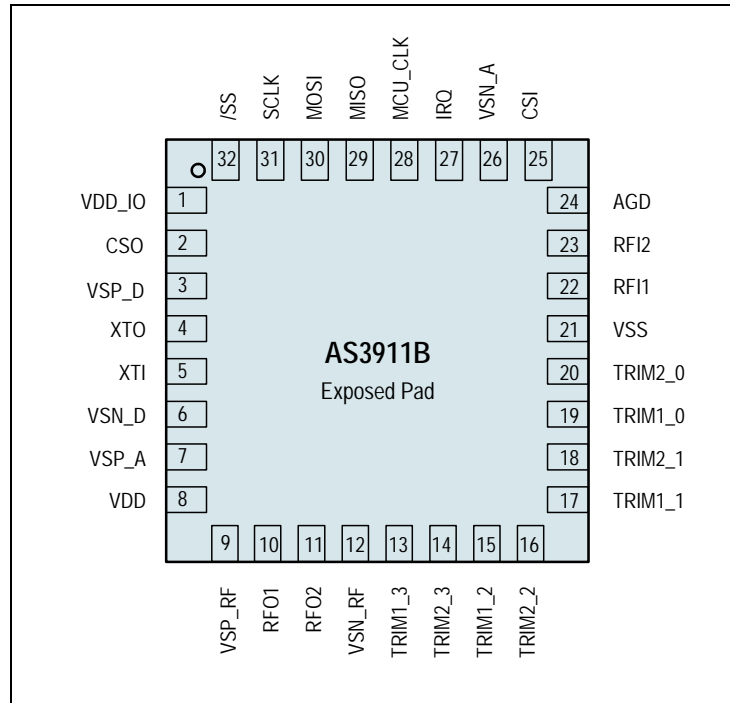 /SS
SCLK
MOSI
MISO
MCU_CLK
IRQ
VSN_A
CSI
32
31
30
29
28
27
26
25
VDD_IO 1
CSO 2
VSP_D 3
XTO 4
XTI 5
VSN_D 6
VSP_A 7
VDD 8
AS3911B
Exposed Pad
24 AGD
23 RFI2
22 RFI1
21 VSS
20 TRIM2_0
19 TRIM1_0
18 TRIM2_1
17 TRIM1_1
9
10
11
12
13
14
15
16
VSP_RF
RFO1
RFO2
VSN_RF
TRIM1_3
TRIM2_3
TRIM1_2
TRIM2_2